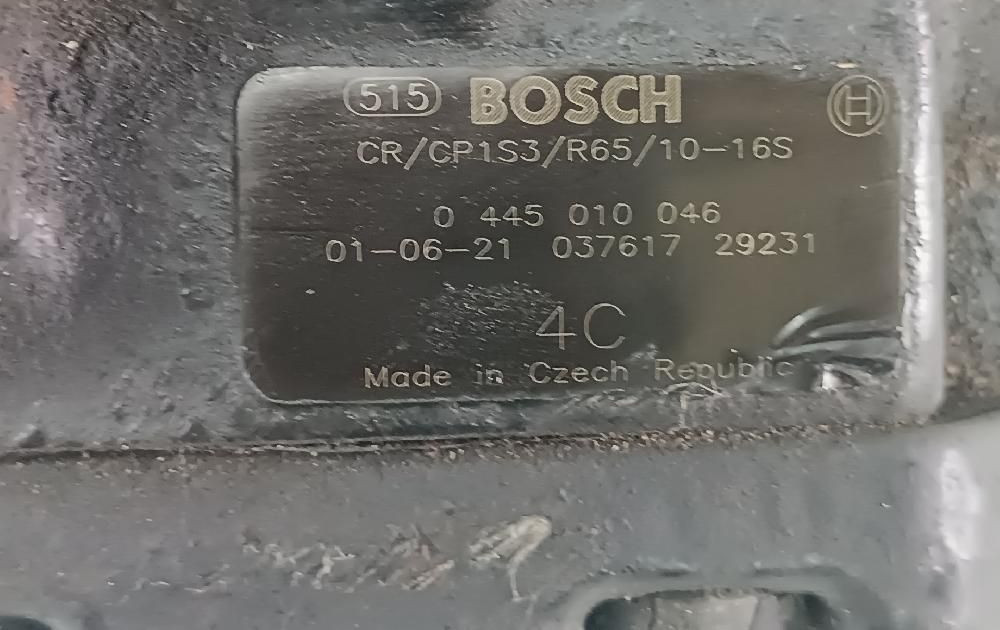 515 BOSCH
CR/CP1S3/R65/10-16S
0 445 010 046
01-06-21 037617 29231
4C
Made in Czech Republic